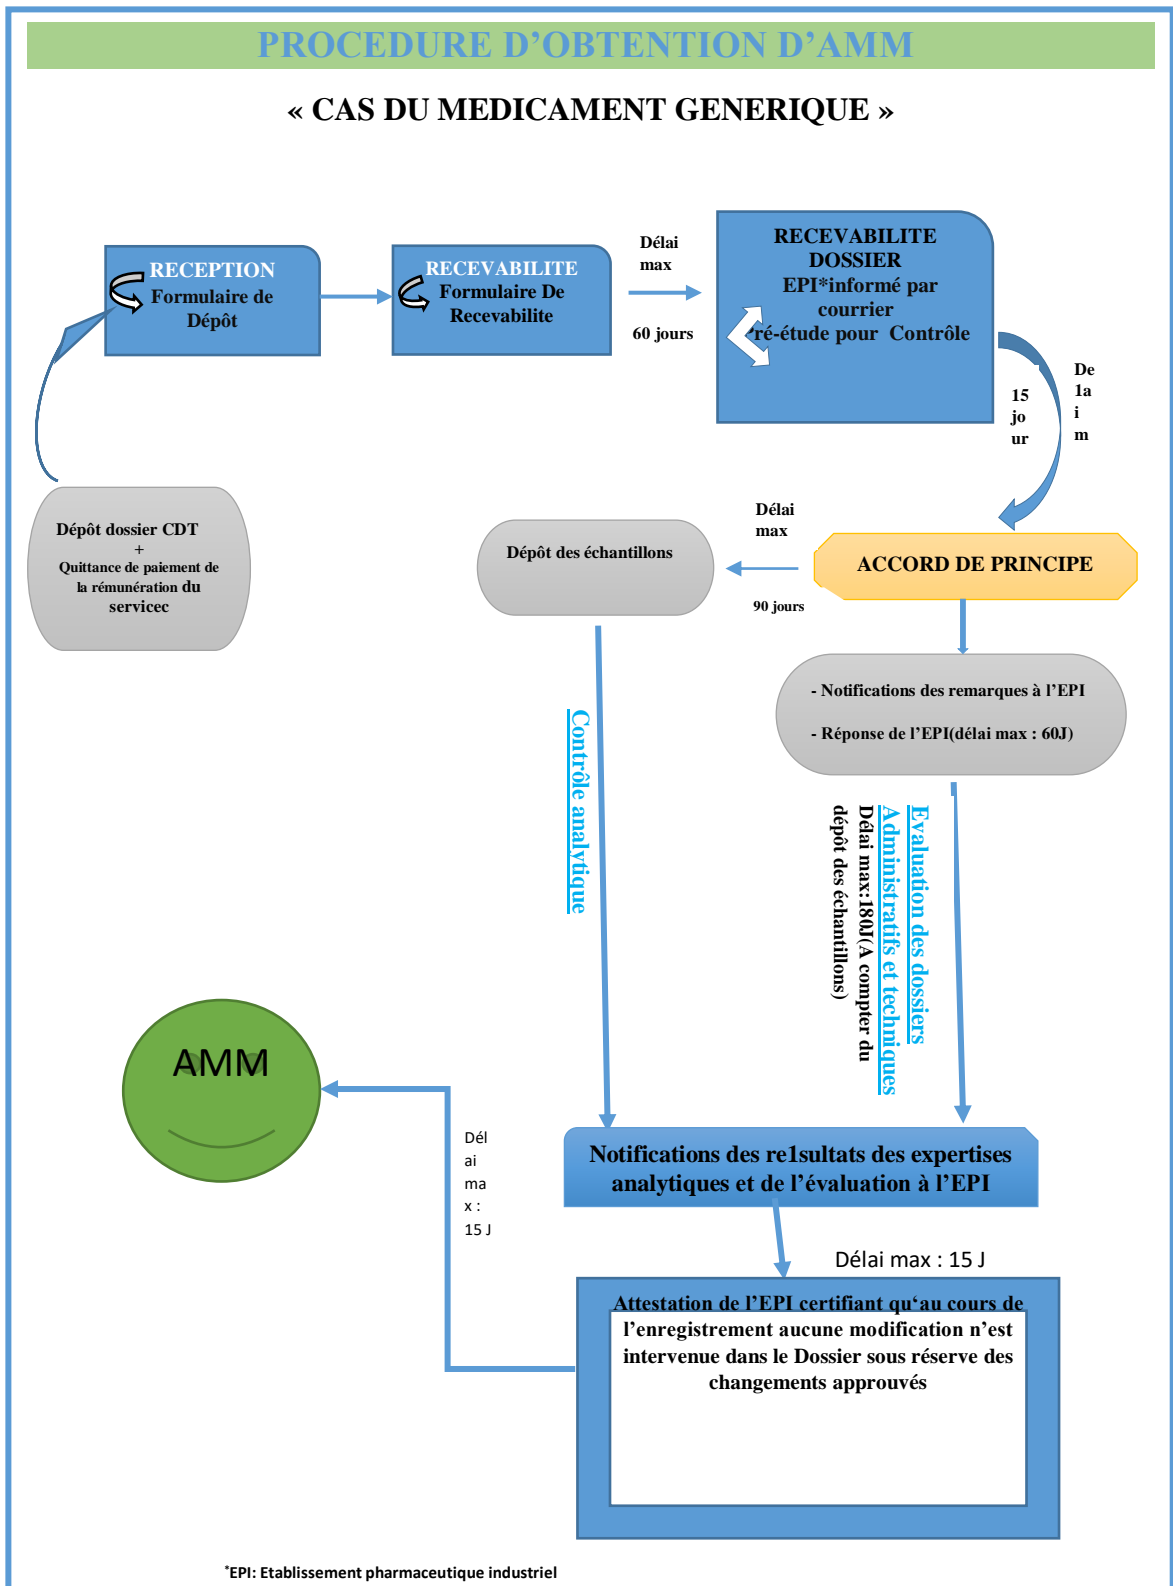 PROCEDURE D’OBTENTION D’AMM
« CAS DU MEDICAMENT GENERIQUE »
RECEPTION
Formulaire de
Dépôt
RECEVABILITE
Formulaire De
Recevabilite
Délai
max
60 jours
RECEVABILITE
DOSSIER
EPI*informé par
courrier
ré-étude pour Contrôle
De
1a
i
m
15
jo
ur
Dépôt dossier CDT
+
Quittance de paiement de
la rémunération du
servicec
Dépôt des échantillons
Délai
max
90 jours
ACCORD DE PRINCIPE
- Notifications des remarques à l’EPI
- Réponse de l’EPI(délai max : 60J)
Contrôle analytique
Evaluation des dossiers
Administratifs et techniques
Délai max:180J(A compter du
dépôt des échantillons)
AMM
Dél
ai
ma
x :
15 J
Notifications des re1sultats des expertises
analytiques et de l’évaluation à l’EPI
Délai max : 15 J
Attestation de l’EPI certifiant qu‘au cours de
l’enregistrement aucune modification n’est
intervenue dans le Dossier sous réserve des
changements approuvés
*EPI: Etablissement pharmaceutique industriel